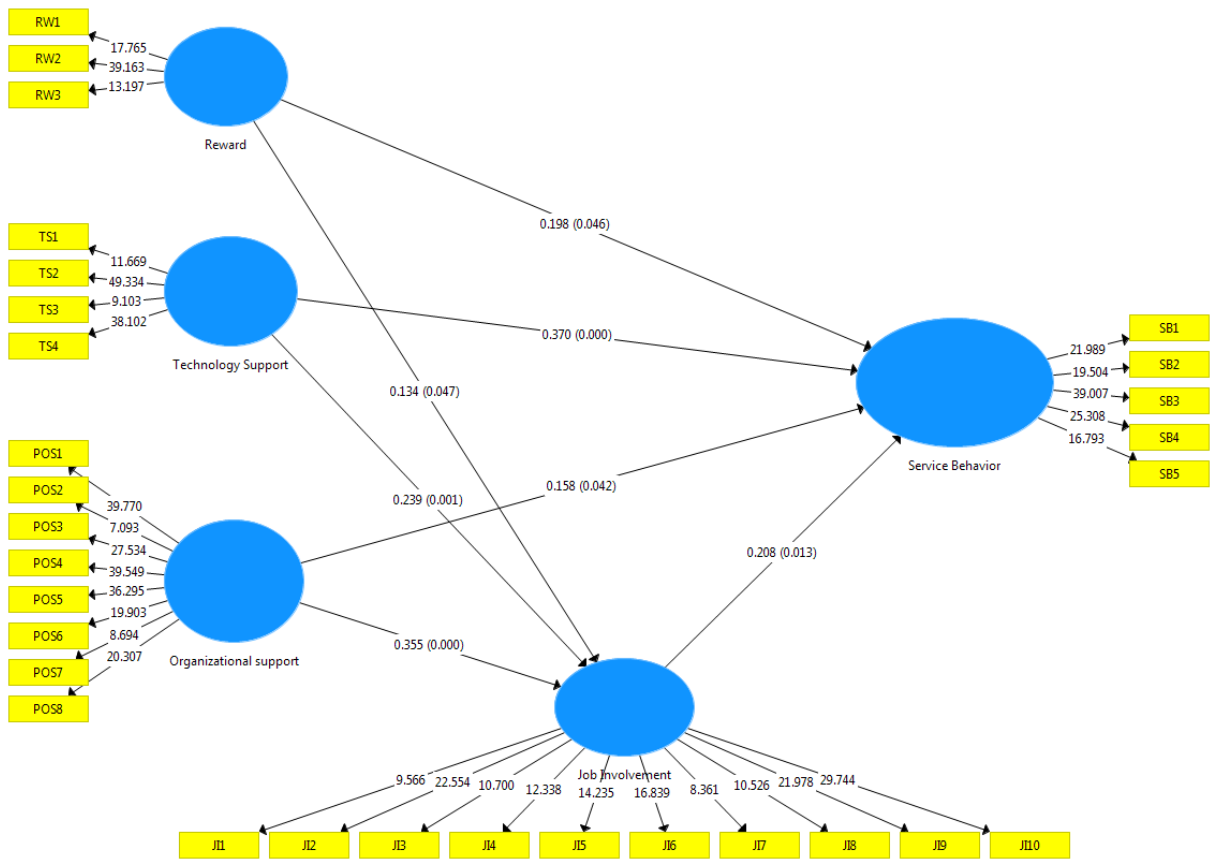 RW1
17.765
RW2
39.163
RW3
13.197
Reward
0.198 (0.046)
TS1
11.669
TS2
49.334
TS3
9.103
TS4
38.102
Technology Support
0.370 (0.000)
0.134 (0.047)
SB1
21.989
SB2
19.504
SB3
39.007
SB4
25.308
SB5
16.793
Service Behavior
POS1
39.770
POS2
7.093
POS3
27.534
POS4
39.549
POS5
36.295
POS6
19.903
POS7
8.694
POS8
20.307
Organizational support
0.239 (0.001)
0.158 (0.042)
0.208 (0.013)
0.355 (0.000)
Job Involvement
9.566
22.554
10.700
12.338
14.235
16.839
8.361
10.526
21.978
29.744
JI1
JI2
JI3
JI4
JI5
JI6
JI7
JI8
JI9
JI10